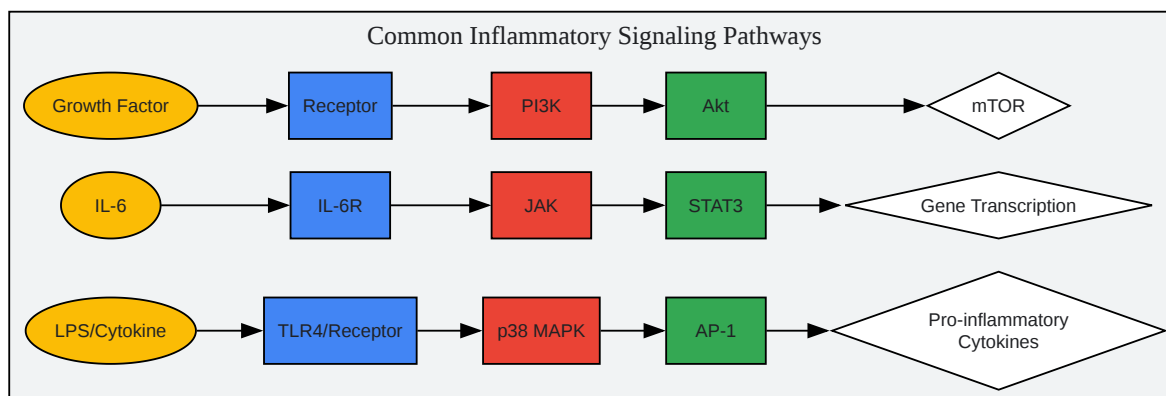 Common Inflammatory Signaling Pathways
Growth Factor
Receptor
PI3K
Akt
mTOR
IL-6
IL-6R
JAK
STAT3
Gene Transcription
LPS/Cytokine
TLR4/Receptor
p38 MAPK
AP-1
Pro-inflammatory
Cytokines